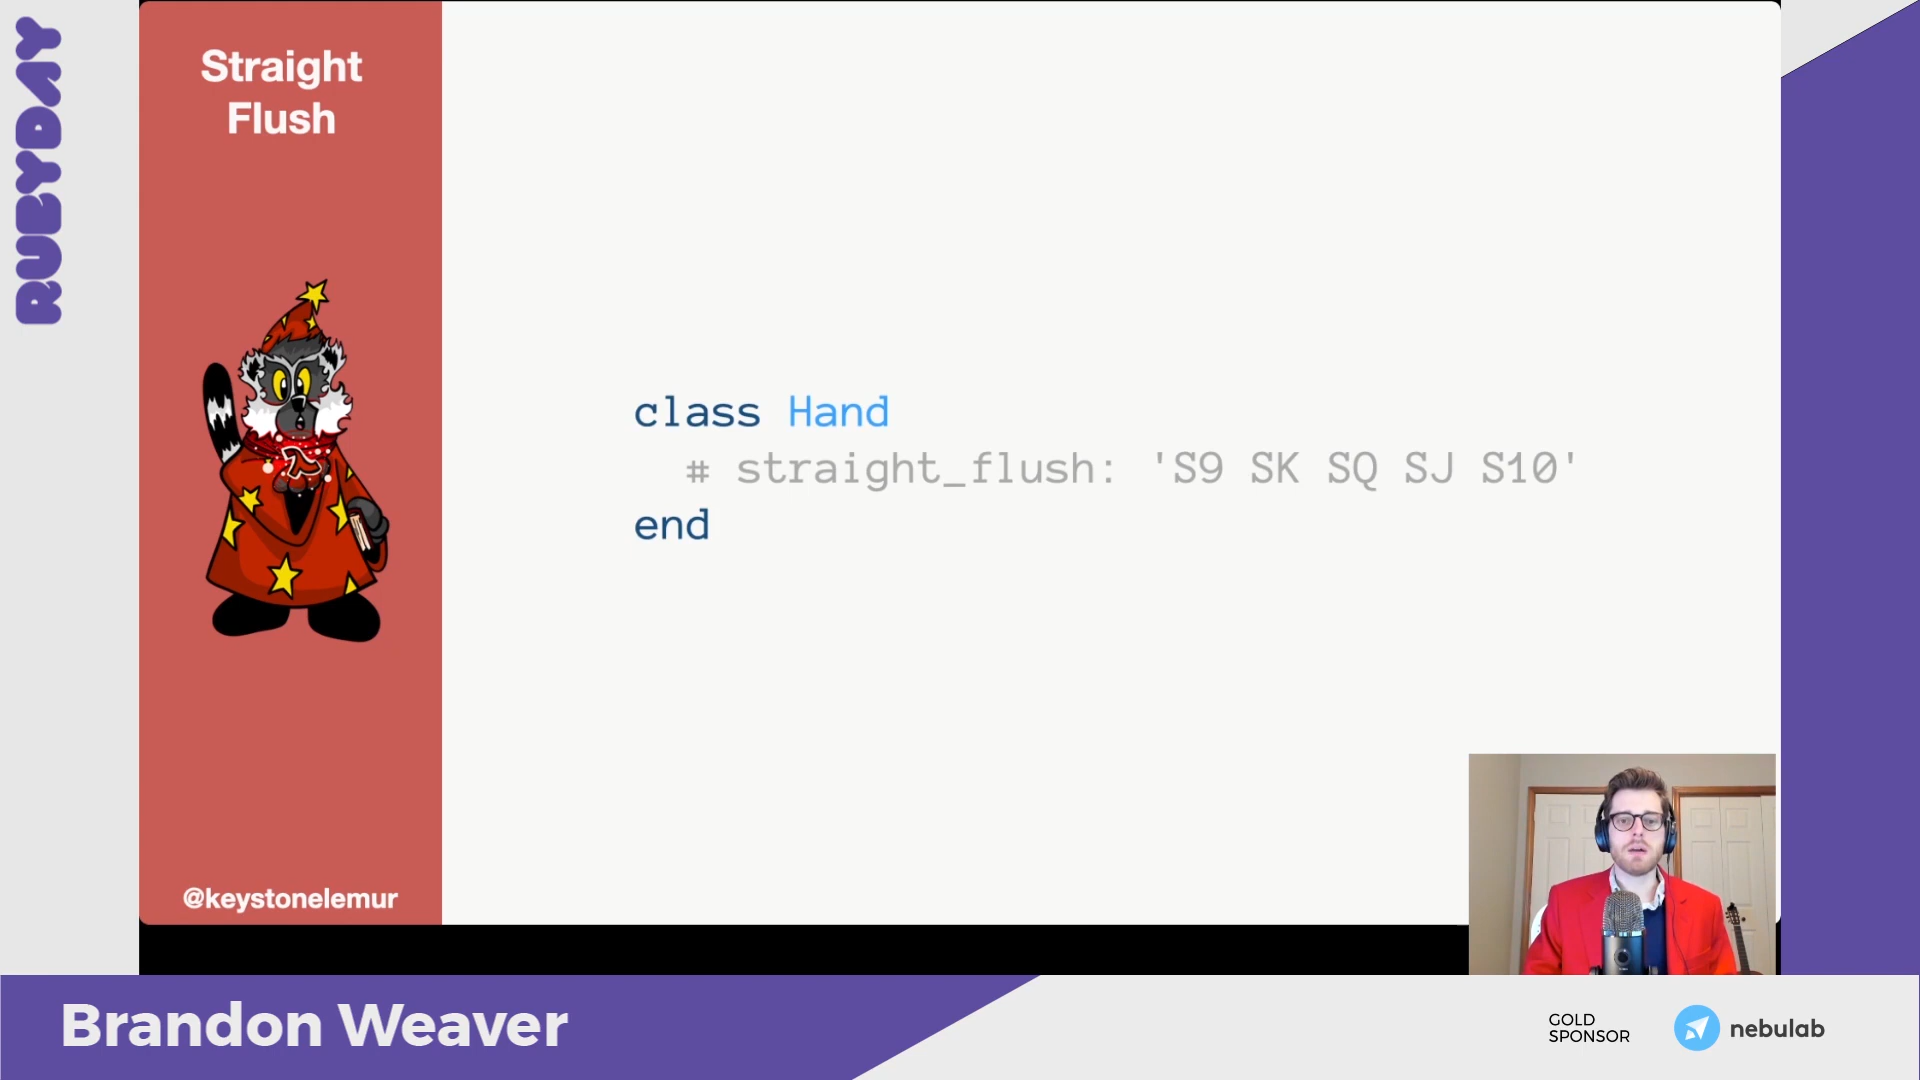 RUBYDAY
Straight
Flush
class Hand
# straight_flush: 'S9 SK SQ SJ S10'
end
@keystonelemur
Brandon Weaver
GOLD
SPONSOR
nebulab